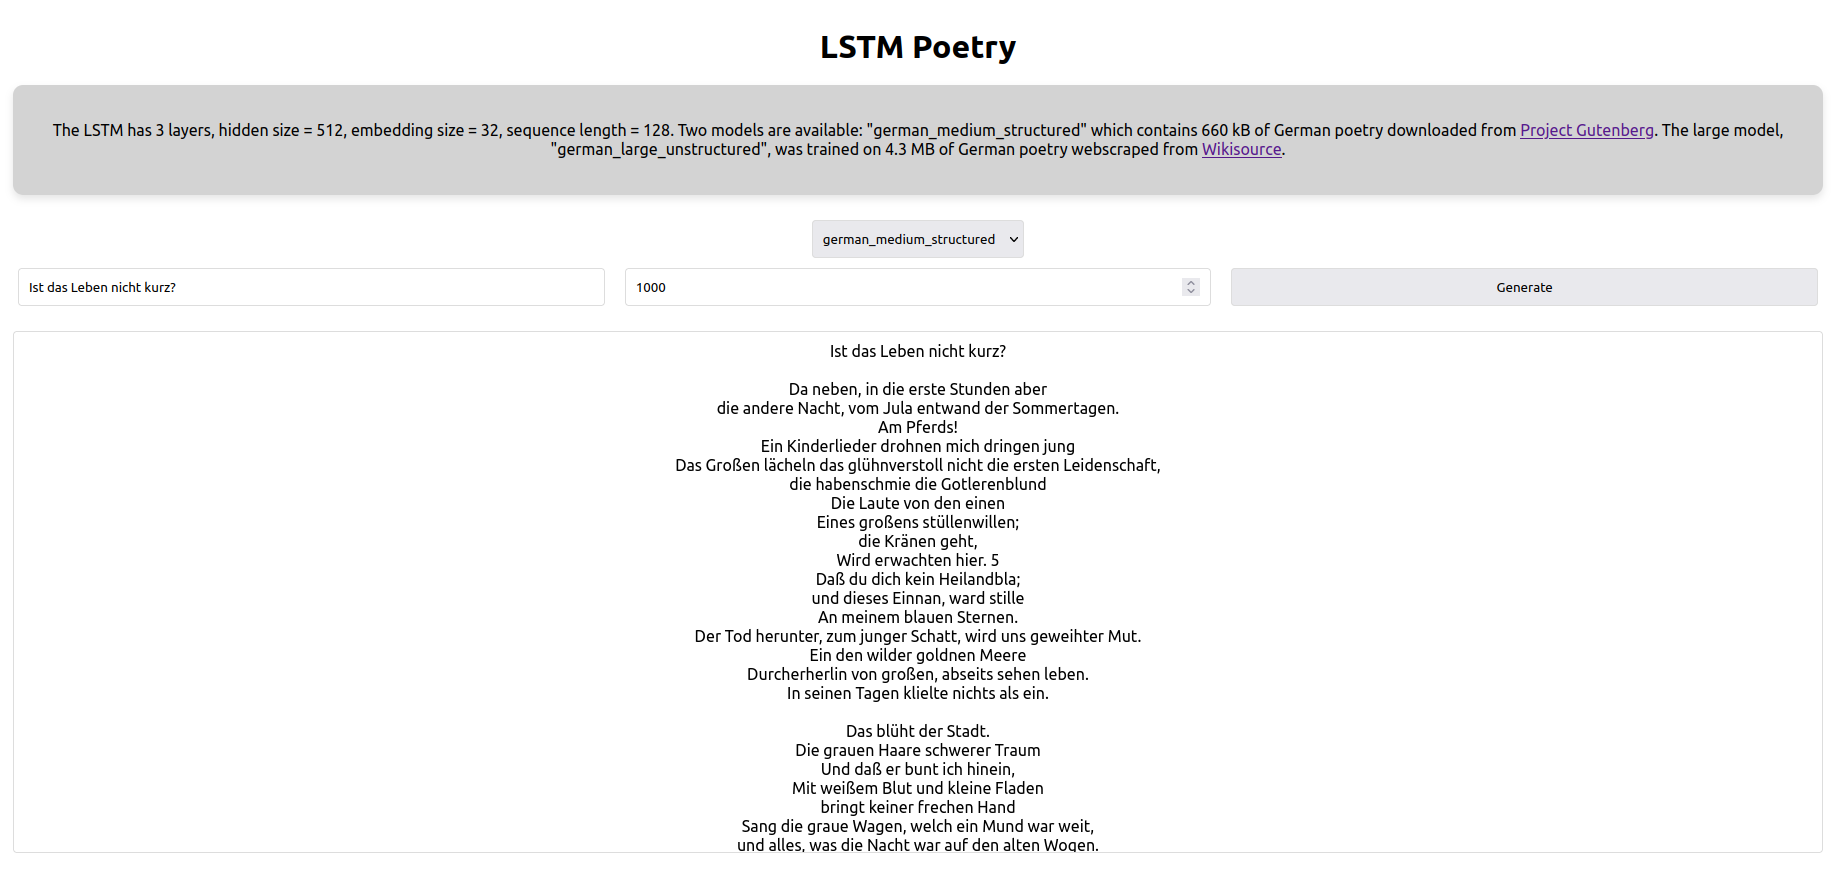 LSTM Poetry
The LSTM has 3 layers, hidden size = 512, embedding size = 32, sequence length = 128. Two models are available: "german_medium_structured" which contains 660 kB of German poetry downloaded from Project Gutenberg. The large model,
"german_large_unstructured", was trained on 4.3 MB of German poetry webscraped from Wikisource.
german_medium_structured
Ist das Leben nicht kurz?
1000
Generate
Ist das Leben nicht kurz?
Da neben, in die erste Stunden aber
die andere Nacht, vom Jula entwand der Sommertagen.
Am Pferds!
Ein Kinderlieder drohnen mich dringen jung
Das Großen lächeln das glühnverstoll nicht die ersten Leidenschaft,
die habenschmie die Gotlerenblund
Die Laute von den einen
Eines großens stüllenwillen;
die Kränen geht,
Wird erwachten hier. 5
Daß du dich kein Heilandbla;
und dieses Einnan, ward stille
An meinem blauen Sternen.
Der Tod herunter, zum junger Schatt, wird uns geweihter Mut.
Ein den wilder goldnen Meere
Durcherherlin von großen, abseits sehen leben.
In seinen Tagen klielte nichts als ein.
Das blüht der Stadt.
Die grauen Haare schwerer Traum
Und daß er bunt ich hinein,
Mit weißem Blut und kleine Fladen
bringt keiner frechen Hand
Sang die graue Wagen, welch ein Mund war weit,
und alles, was die Nacht war auf den alten Wogen.